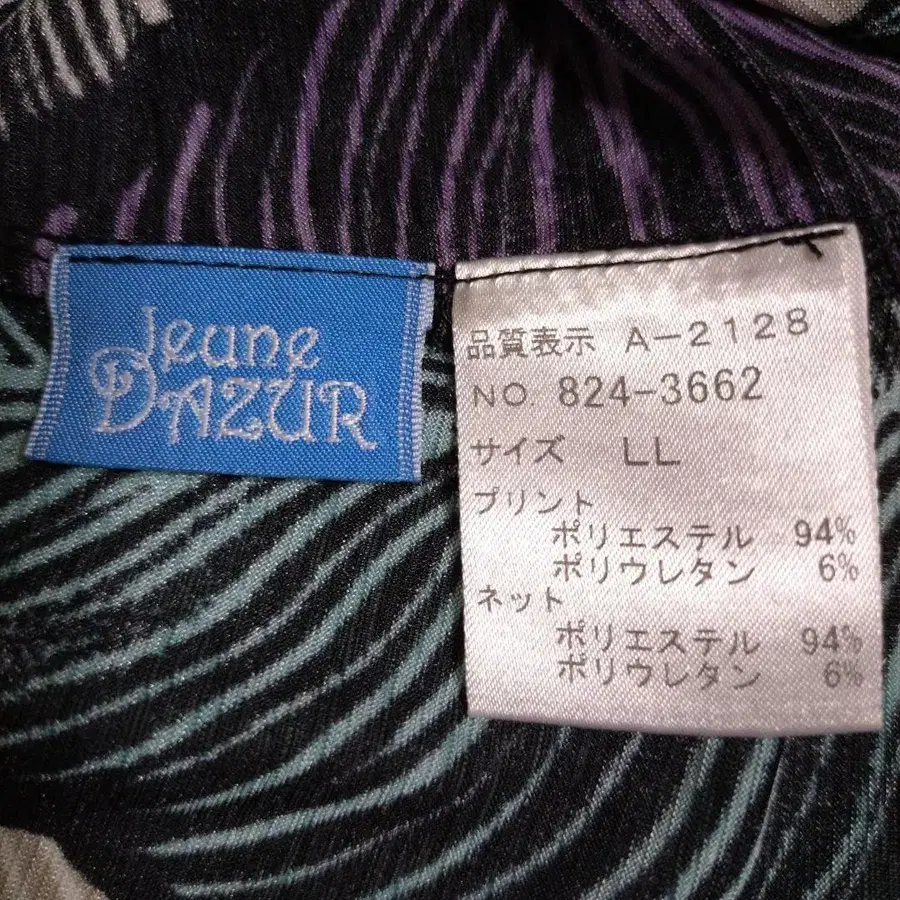 Jeune
DAZUR
品質表示 A-2128
NO. 824-3662
サイズ LL
プリント
ポリエステル 94%
ポリウレタン 6%
ネット
ポリエステル 94%
ポリウレタン 6%